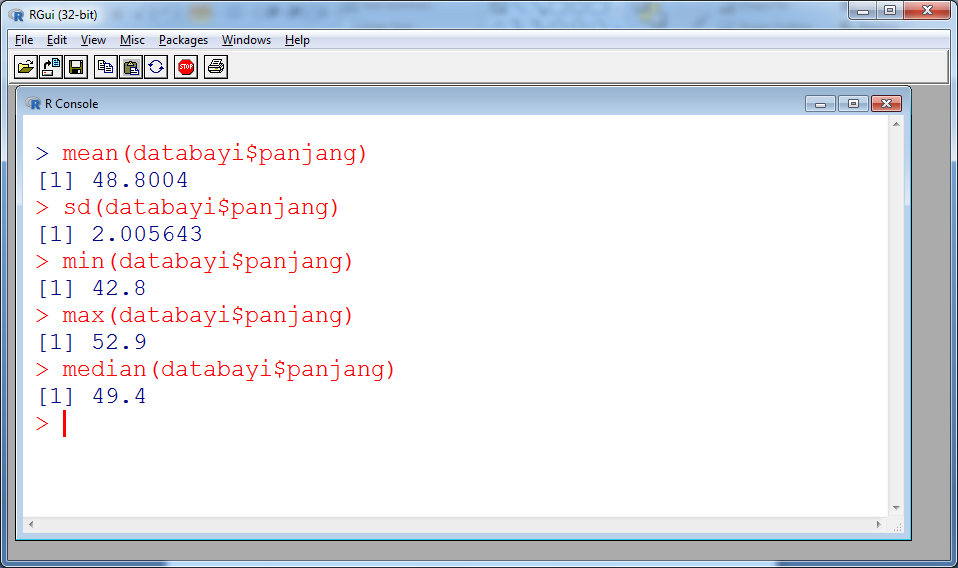 RGui (32-bit)
File Edit View Misc Packages Windows Help
STOP
R Console
> mean(databayi$panjang)
[1] 48.8004
> sd(databayi$panjang)
[1] 2.005643
> min(databayi$panjang)
[1] 42.8
> max(databayi$panjang)
[1] 52.9
> median(databayi$panjang)
[1] 49.4
>